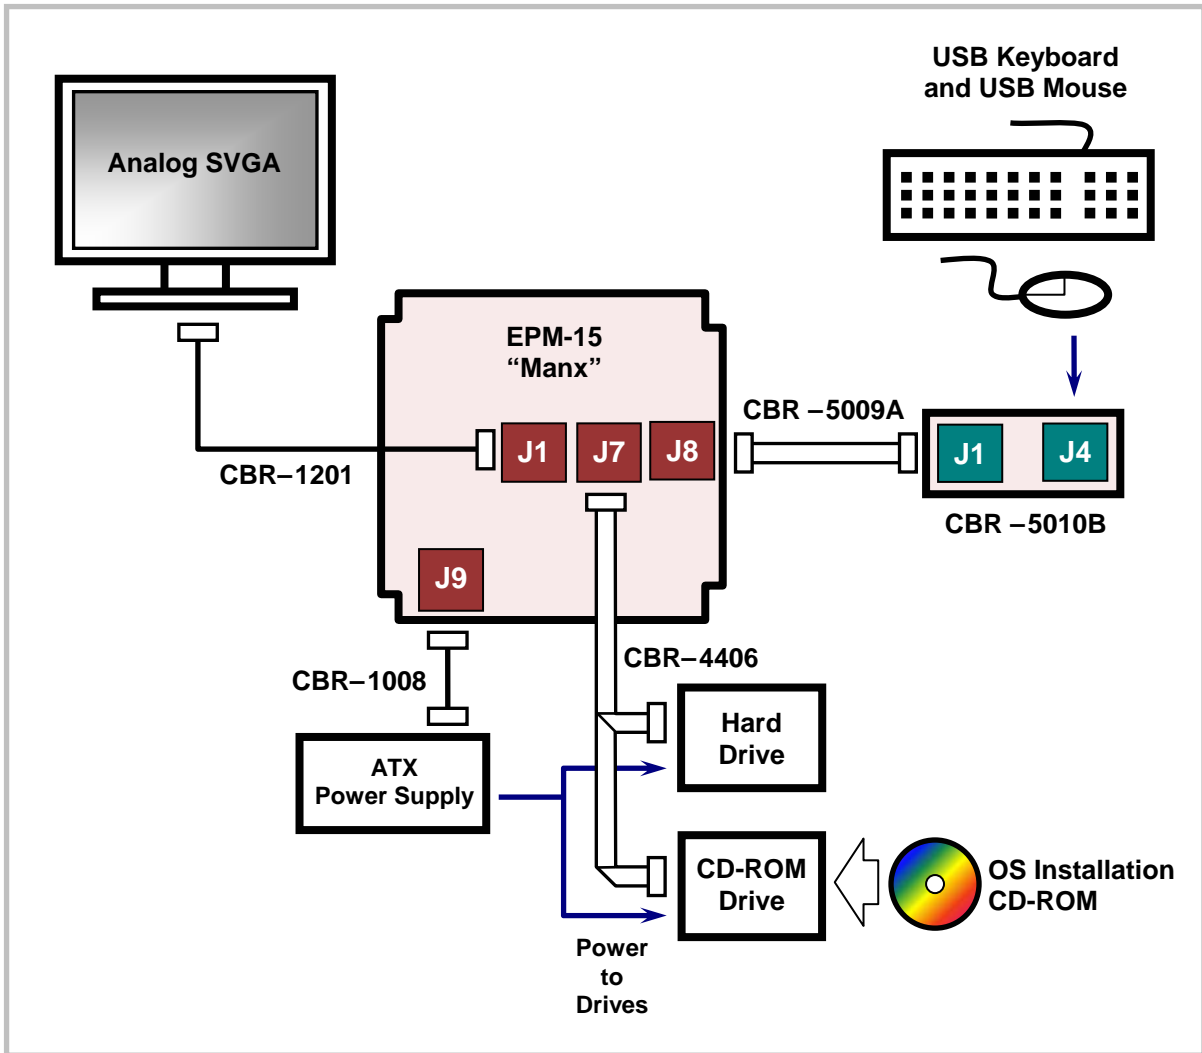 USB Keyboard
and USB Mouse
Analog SVGA
EPM-15
“Manx”
CBR –5009A
J1
J7
J8
J1
J4
CBR–1201
CBR –5010B
J9
CBR–4406
CBR–1008
Hard
Drive
ATX
Power Supply
CD-ROM
Drive
OS Installation
CD-ROM
Power
to
Drives